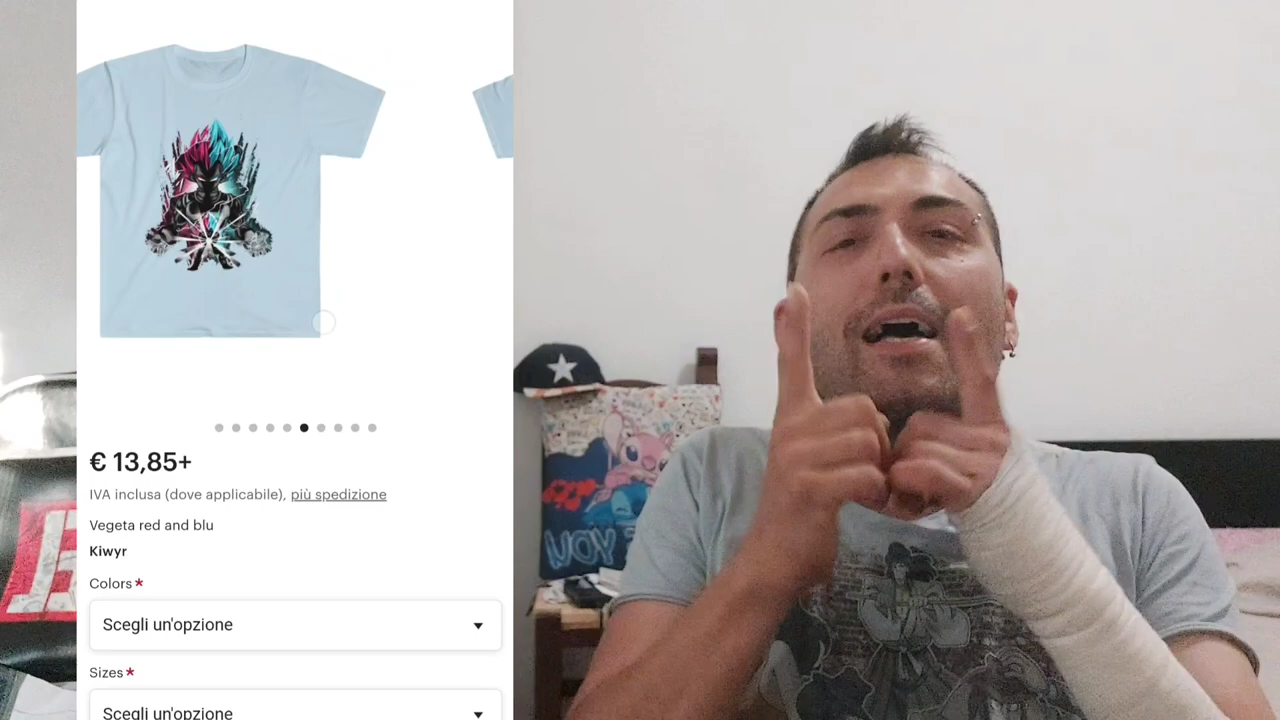 € 13,85+
IVA inclusa (dove applicabile), più spedizione
Vegeta red and blu
Kiwyr
Colors *
Scegli un'opzione
Sizes *
Scegli un'opzione
YOU